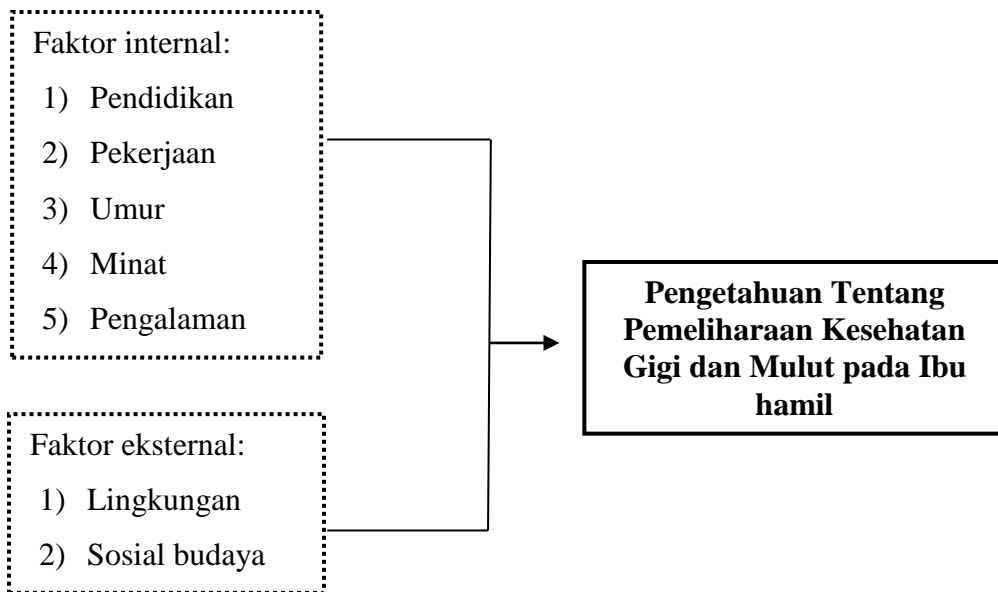 Faktor internal:
1) Pendidikan
2) Pekerjaan
3) Umur
4) Minat
5) Pengalaman
Pengetahuan Tentang
Pemeliharaan Kesehatan
Gigi dan Mulut pada Ibu
hamil
Faktor eksternal:
1) Lingkungan
2) Sosial budaya